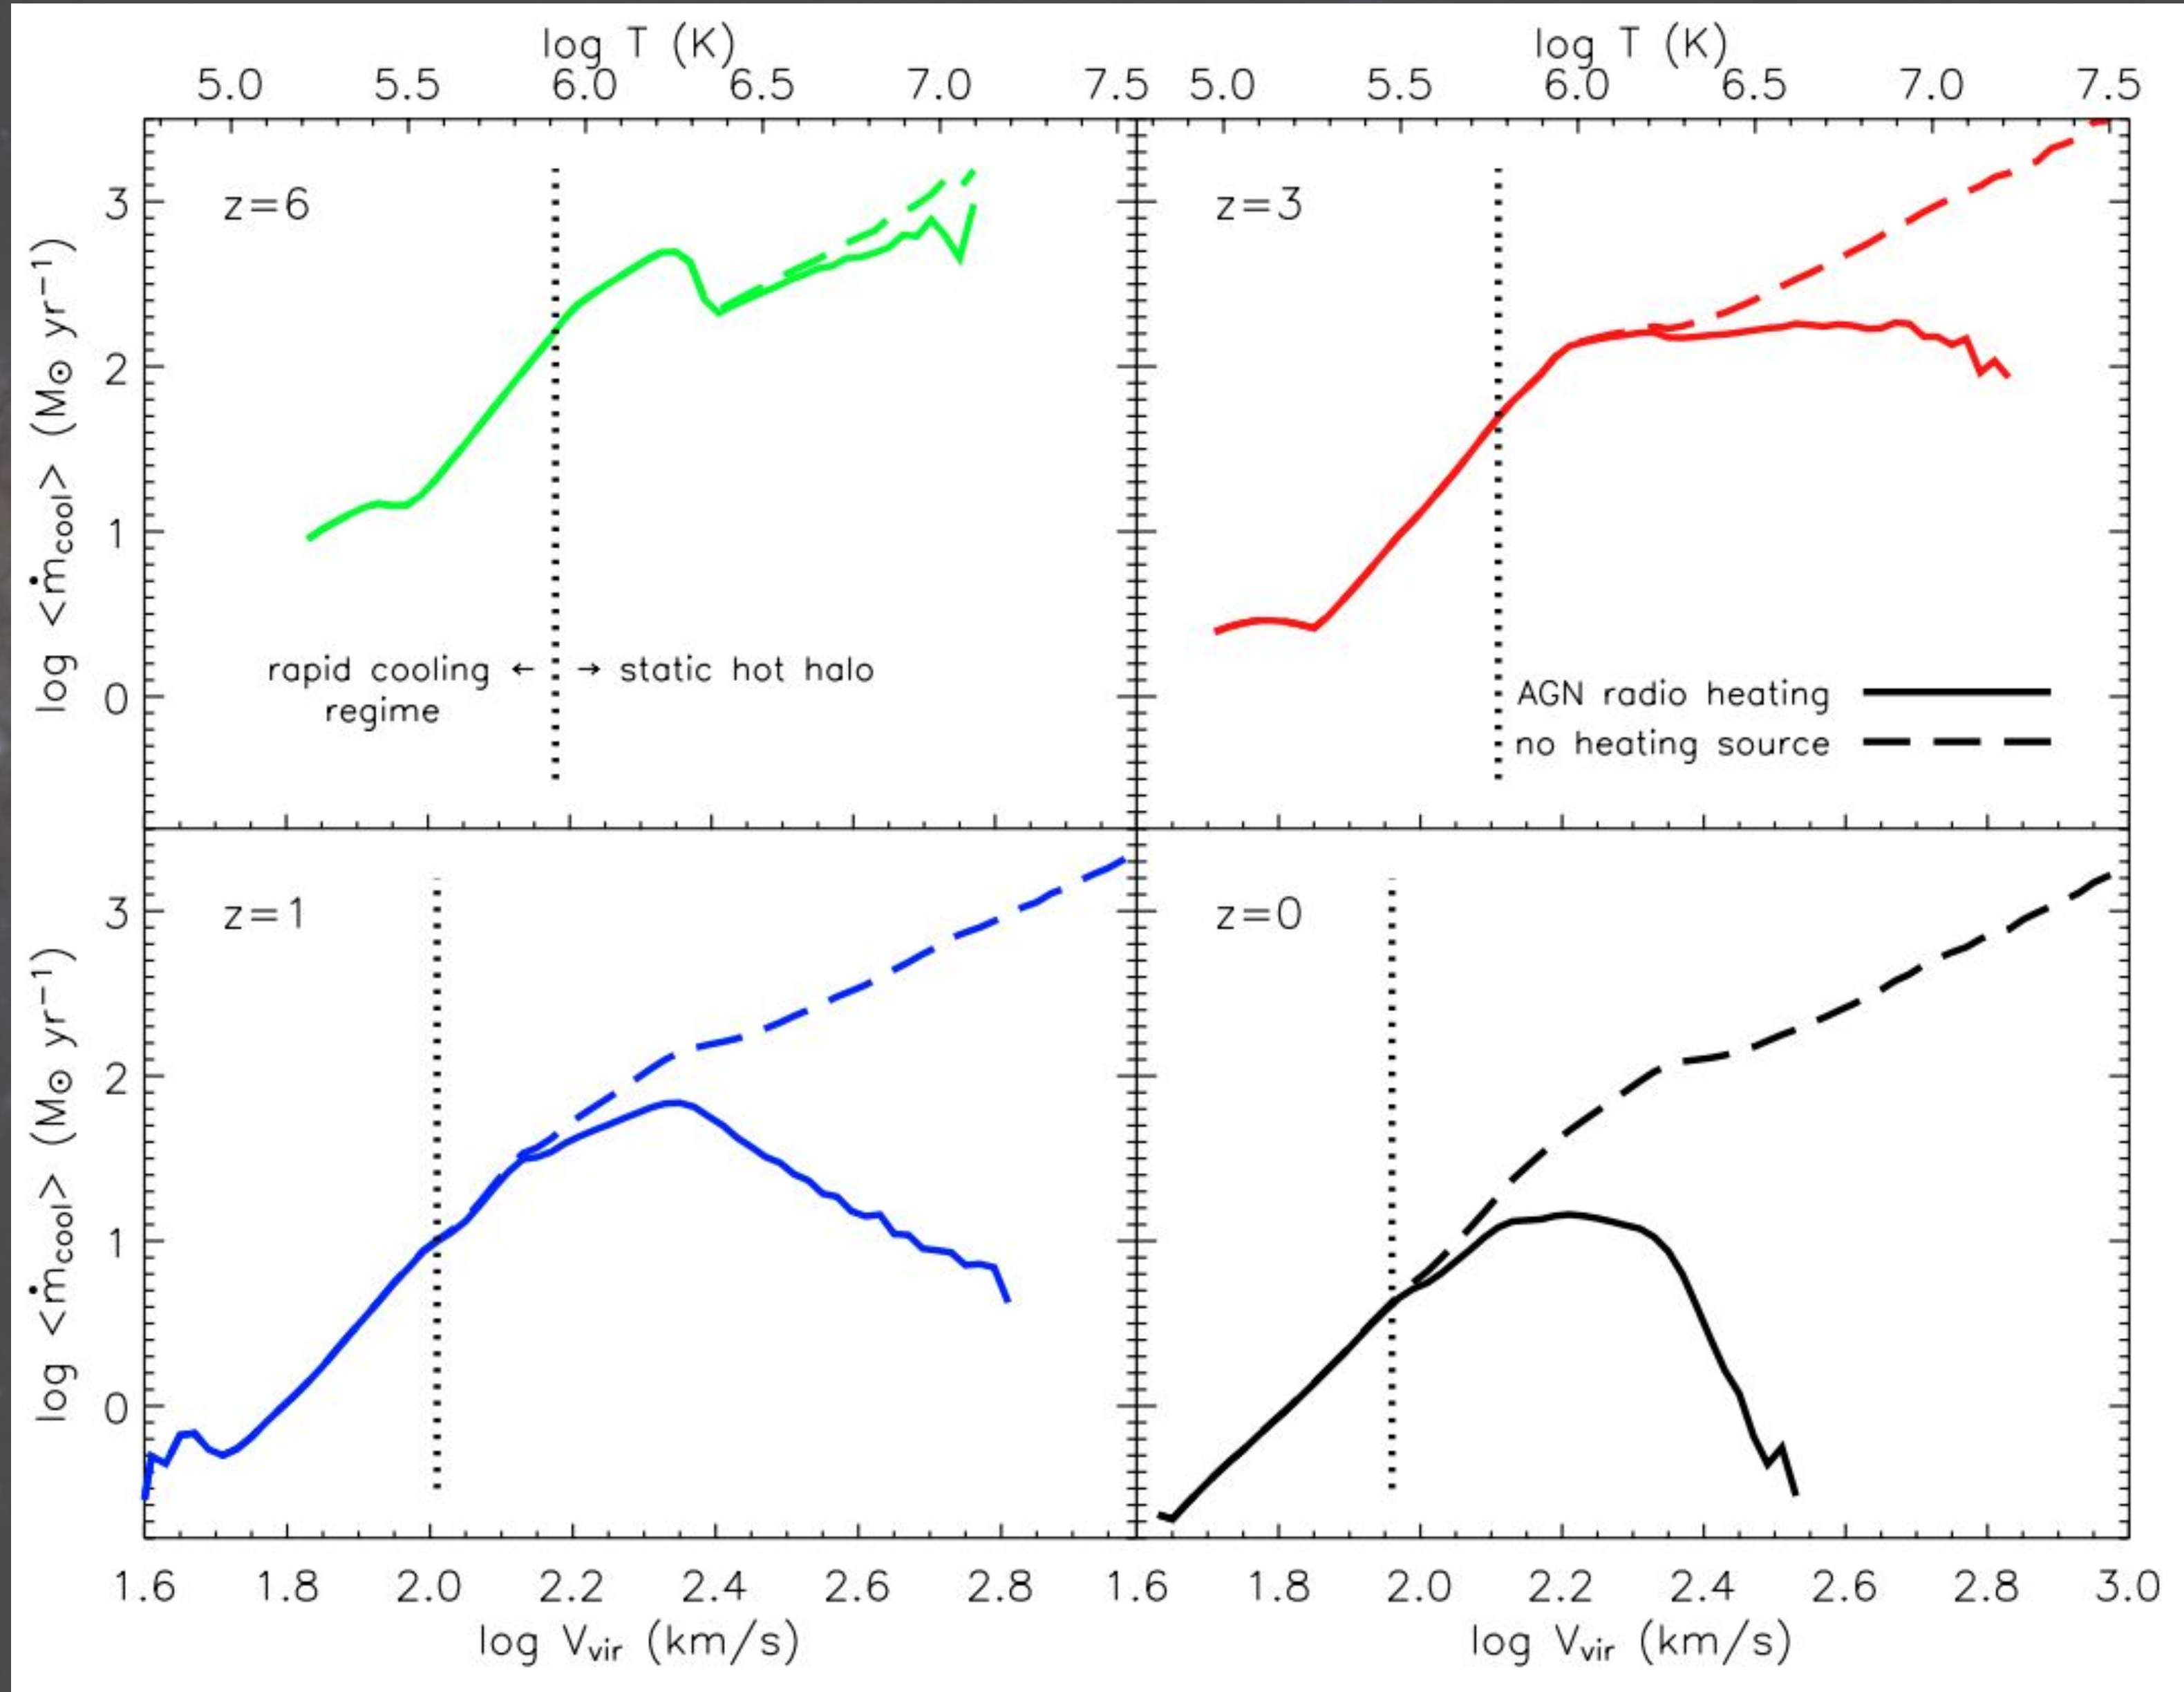 log T (K)
log T (K)
5.0 5.5 6.0 6.5 7.0 7.5
5.0 5.5 6.0 6.5 7.0 7.5
log <ṁcool> (M⊙ yr⁻¹)
3
2
1
0
z=6
rapid cooling ← → static hot halo
regime
z=3
AGN radio heating
no heating source
log <ṁcool> (M⊙ yr⁻¹)
3
2
1
0
z=1
z=0
1.6 1.8 2.0 2.2 2.4 2.6 2.8 1.6 1.8 2.0 2.2 2.4 2.6 2.8 3.0
log Vvir (km/s)
log Vvir (km/s)